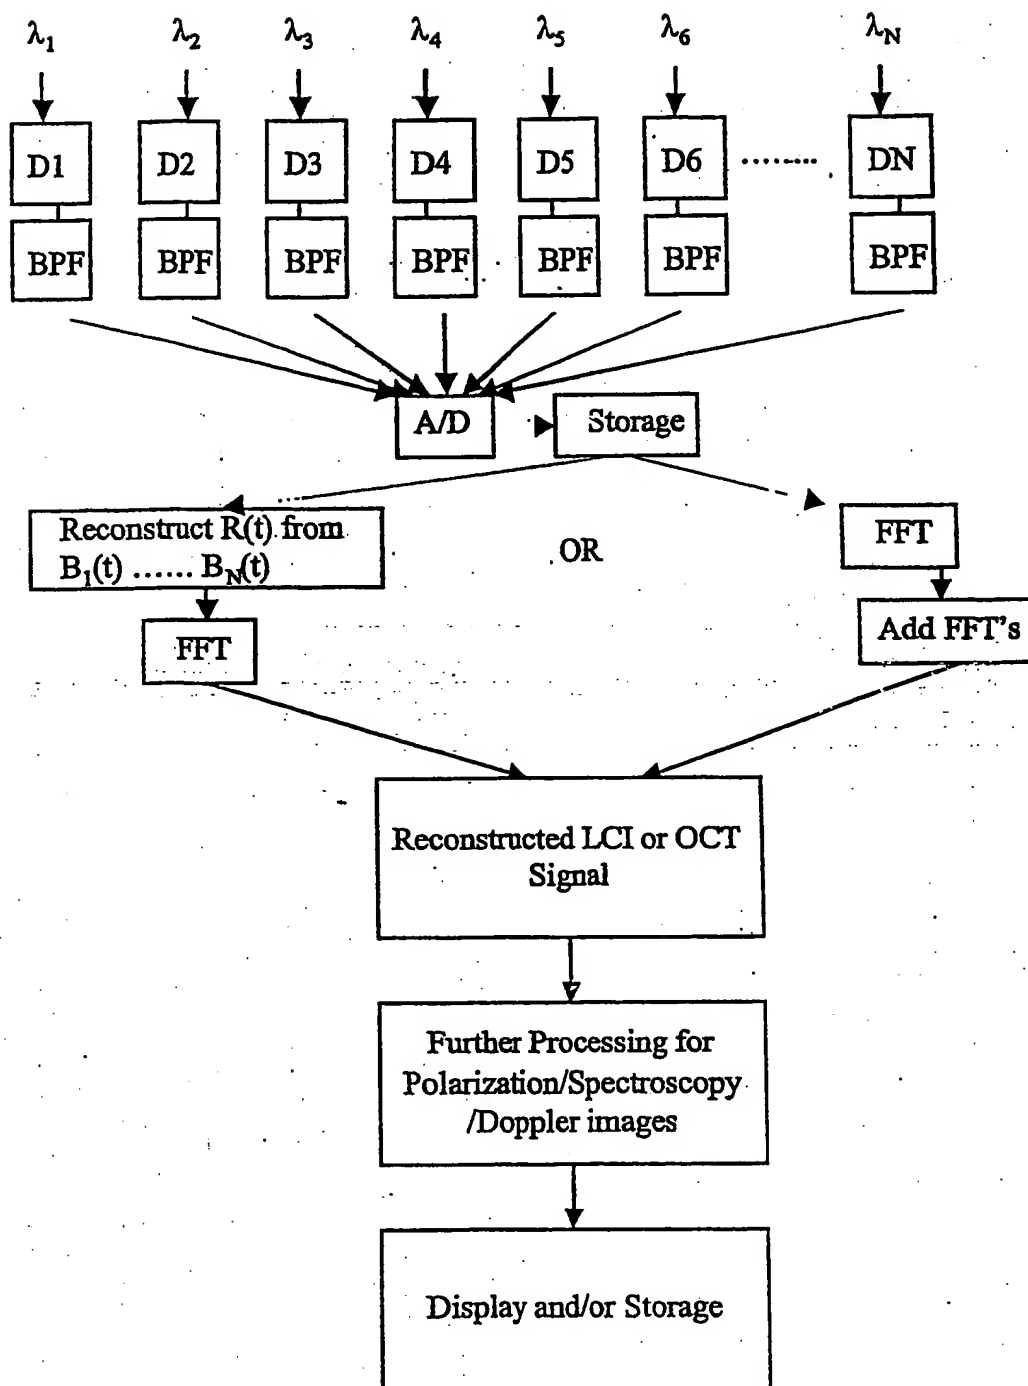 λ1 λ2 λ3 λ4 λ5 λ6 λN
D1 D2 D3 D4 D5 D6 ........ DN
BPF BPF BPF BPF BPF BPF BPF
A/D Storage
Reconstruct R(t) from
B1(t) ...... BN(t)
OR
FFT
FFT
Add FFT's
Reconstructed LCI or OCT
Signal
Further Processing for
Polarization/Spectroscopy
/Doppler images
Display and/or Storage